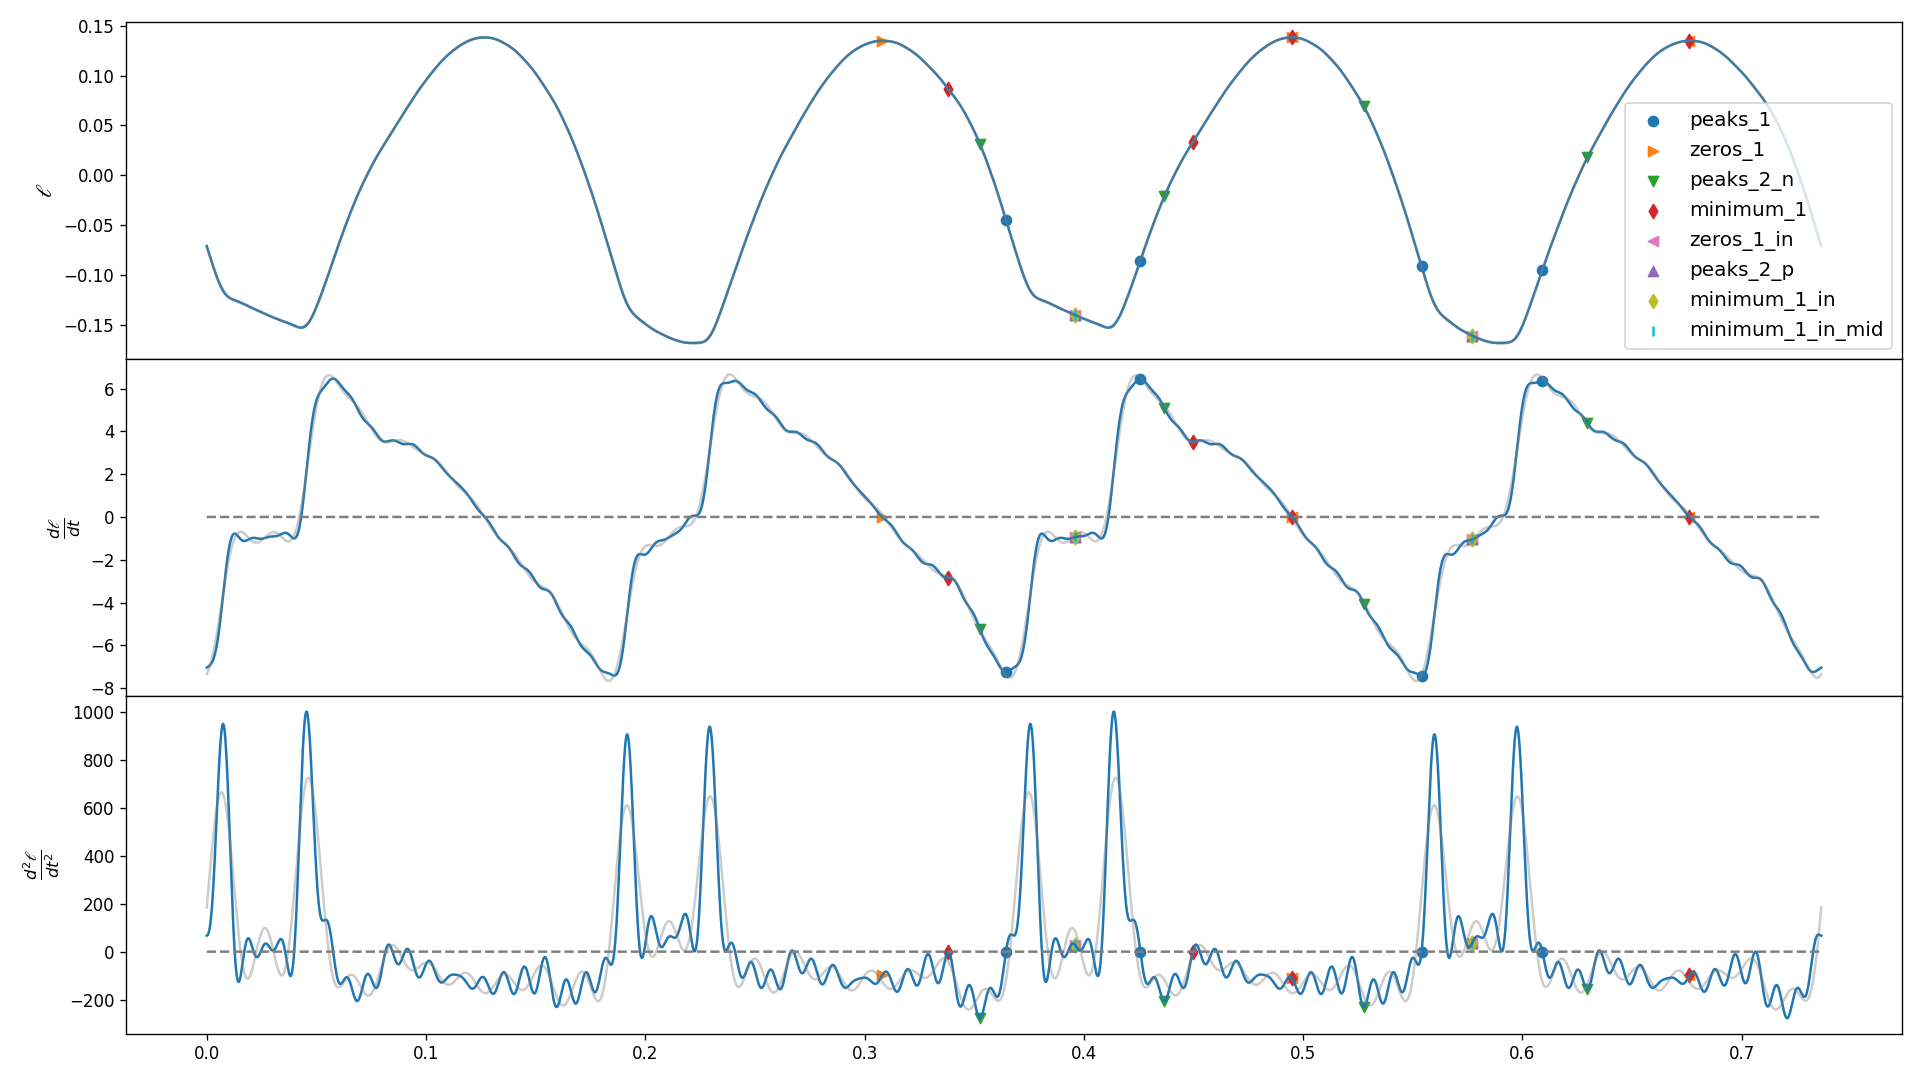 0.15
0.10
0.05
0.00
−0.05
−0.10
−0.15
ℓ
peaks_1
zeros_1
peaks_2_n
minimum_1
zeros_1_in
peaks_2_p
minimum_1_in
minimum_1_in_mid
6
4
2
0
−2
−4
−6
−8
dℓ
dt
1000
800
600
400
200
0
−200
d²ℓ
dt²
0.0 0.1 0.2 0.3 0.4 0.5 0.6 0.7